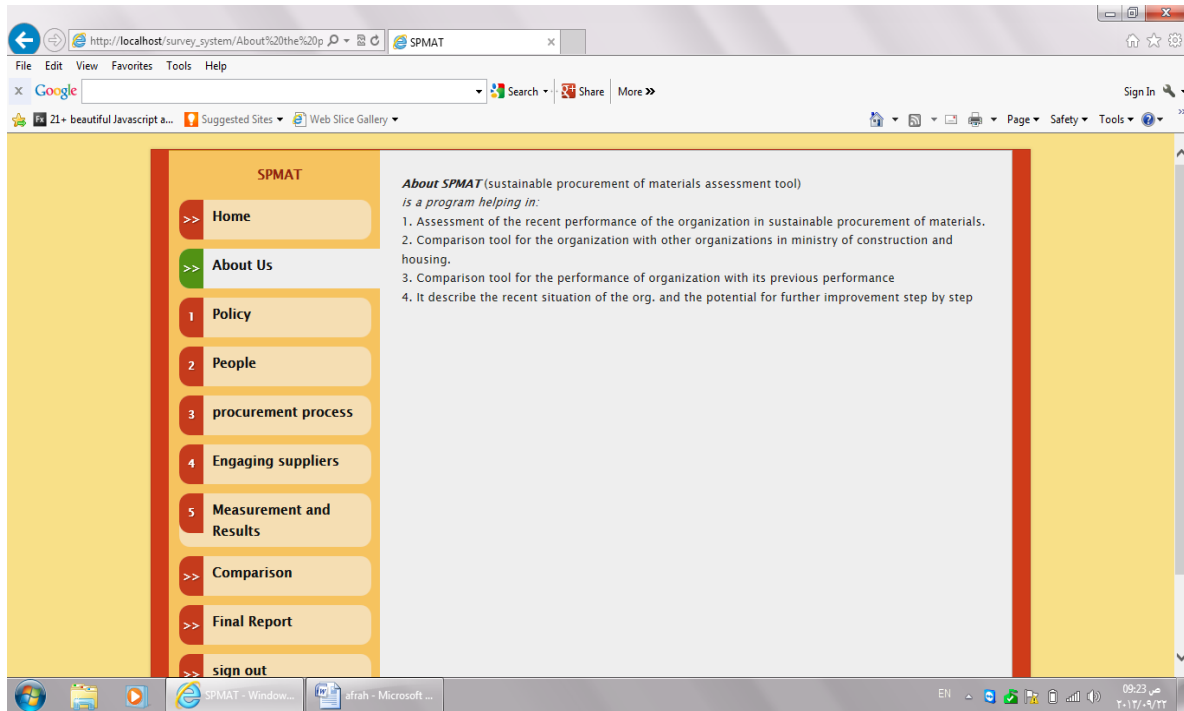 http://localhost/survey_system/About%20the%20p
SPMAT
File Edit View Favorites Tools Help
x Google
Search
Share
More >>
Sign In
21+ beautiful Javascript a...
Suggested Sites
Web Slice Gallery
Page
Safety
Tools
SPMAT
>> Home
>> About Us
1 Policy
2 People
3 procurement process
4 Engaging suppliers
5 Measurement and
Results
>> Comparison
>> Final Report
>> sign out
About SPMAT (sustainable procurement of materials assessment tool)
is a program helping in:
1. Assessment of the recent performance of the organization in sustainable procurement of materials.
2. Comparison tool for the organization with other organizations in ministry of construction and
housing.
3. Comparison tool for the performance of organization with its previous performance
4. It describe the recent situation of the org. and the potential for further improvement step by step
SPMAT - Window...
afrah - Microsoft ...
EN
09:23 ص
٢٠١٣/٠٩/٢٢